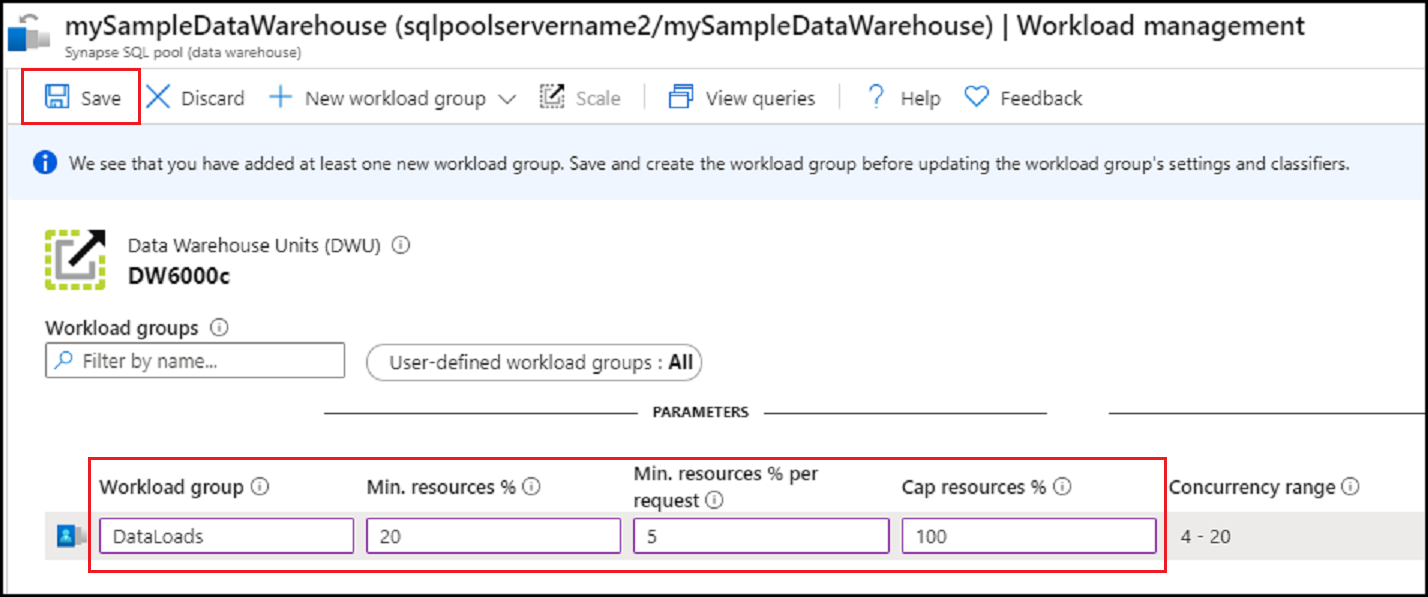 mySampleDataWarehouse (sqlpoolservername2/mySampleDataWarehouse) | Workload management
Synapse SQL pool (data warehouse)
Save Discard New workload group Scale View queries Help Feedback
We see that you have added at least one new workload group. Save and create the workload group before updating the workload group's settings and classifiers.
Data Warehouse Units (DWU)
DW6000c
Workload groups
Filter by name... User-defined workload groups : All
PARAMETERS
Workload group Min. resources % Min. resources % per request Cap resources % Concurrency range
DataLoads 20 5 100 4 - 20